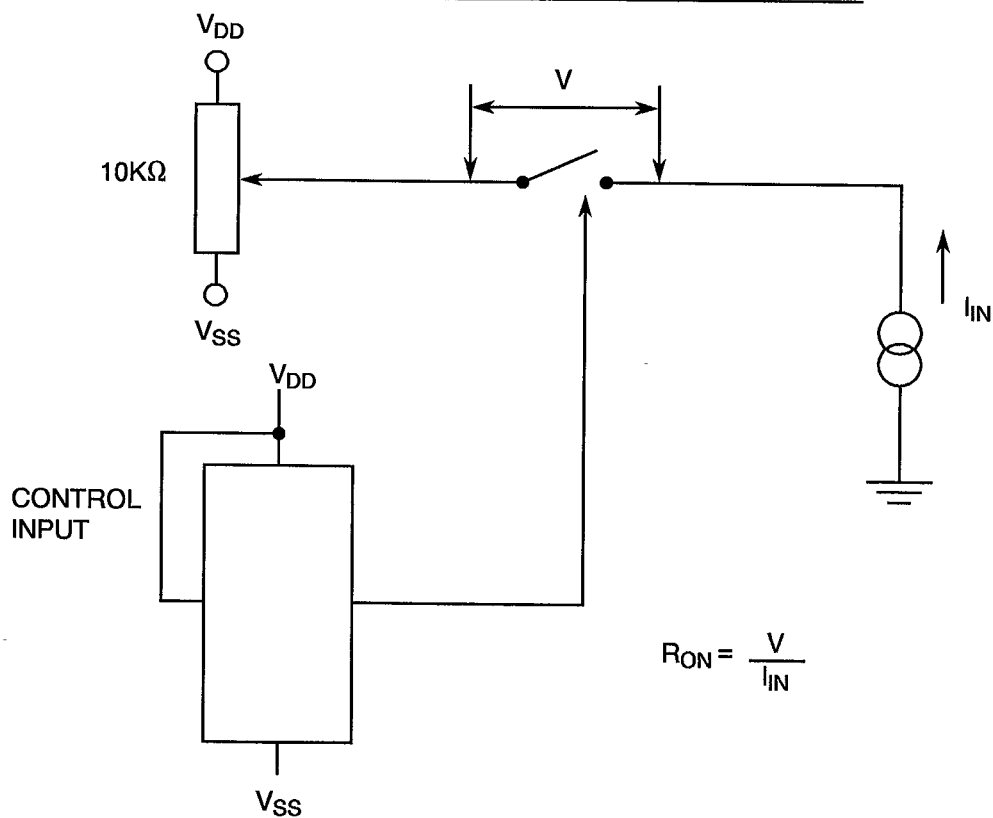 VDD
V
10KΩ
IIN
VSS
VDD
CONTROL
INPUT
RON = V / IIN
VSS